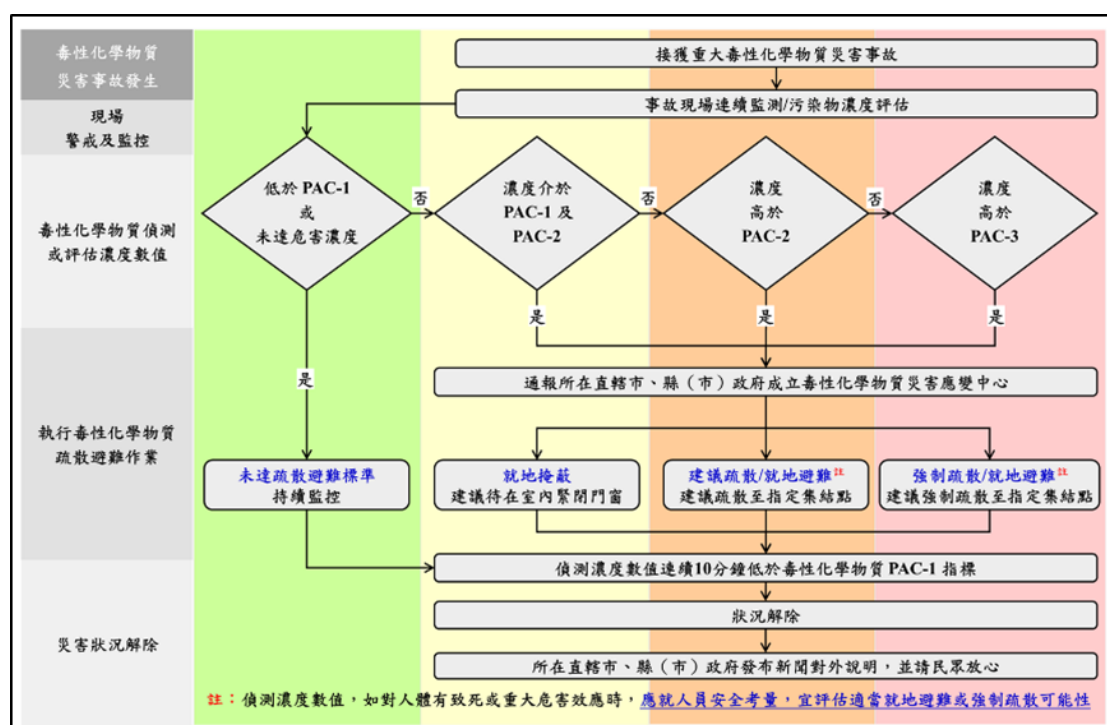 毒性化學物質
災害事故發生
接獲重大毒性化學物質災害事故
現場
警戒及監控
事故現場連續監測/污染物濃度評估
毒性化學物質偵測
或評估濃度數值
低於 PAC-1
或
未達危害濃度
否
濃度介於
PAC-1 及
PAC-2
否
濃度
高於
PAC-2
否
濃度
高於
PAC-3
是
是
是
是
通報所在直轄市、縣（市）政府成立毒性化學物質災害應變中心
執行毒性化學物質
疏散避難作業
未達疏散避難標準
持續監控
就地掩蔽
建議待在室內緊閉門窗
建議疏散/就地避難註
建議疏散至指定集結點
強制疏散/就地避難註
建議強制疏散至指定集結點
偵測濃度數值連續10分鐘低於毒性化學物質 PAC-1 指標
災害狀況解除
狀況解除
所在直轄市、縣（市）政府發布新聞對外說明，並請民眾放心
註：偵測濃度數值，如對人體有致死或重大危害效應時，應就人員安全考量，宜評估適當就地避難或強制疏散可能性